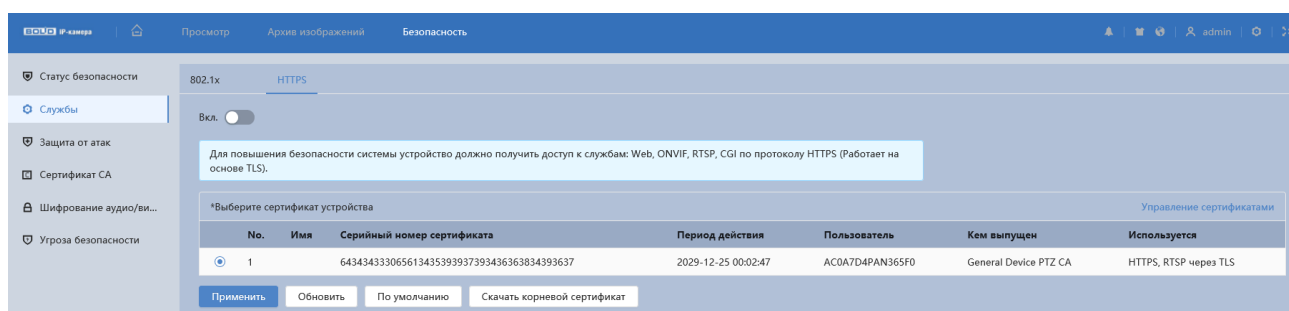 BOLID IP-камера Просмотр Архив изображений Безопасность admin
Статус безопасности
802.1x HTTPS
Службы
Вкл.
Защита от атак
Для повышения безопасности системы устройство должно получить доступ к службам: Web, ONVIF, RTSP, CGI по протоколу HTTPS (Работает на
основе TLS).
Сертификат CA
Шифрование аудио/ви...
*Выберите сертификат устройства Управление сертификатами
Угроза безопасности
No. Имя Серийный номер сертификата Период действия Пользователь Кем выпущен Используется
1 64343433306561343539393739343636383439363​7 2029-12-25 00:02:47 AC0A7D4PAN365F0 General Device PTZ CA HTTPS, RTSP через TLS
Применить Обновить По умолчанию Скачать корневой сертификат